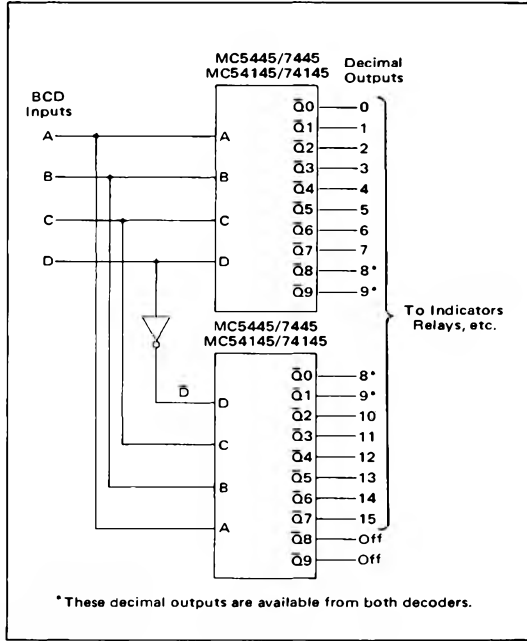 MC5445/7445
MC54145/74145
Decimal
Outputs
BCD
Inputs
A
B
C
D
A
B
C
D
Q̅0 0
Q̅1 1
Q̅2 2
Q̅3 3
Q̅4 4
Q̅5 5
Q̅6 6
Q̅7 7
Q̅8 8*
Q̅9 9*
To Indicators
Relays, etc.
MC5445/7445
MC54145/74145
D̅
D
C
B
A
Q̅0 8*
Q̅1 9*
Q̅2 10
Q̅3 11
Q̅4 12
Q̅5 13
Q̅6 14
Q̅7 15
Q̅8 Off
Q̅9 Off
*These decimal outputs are available from both decoders.